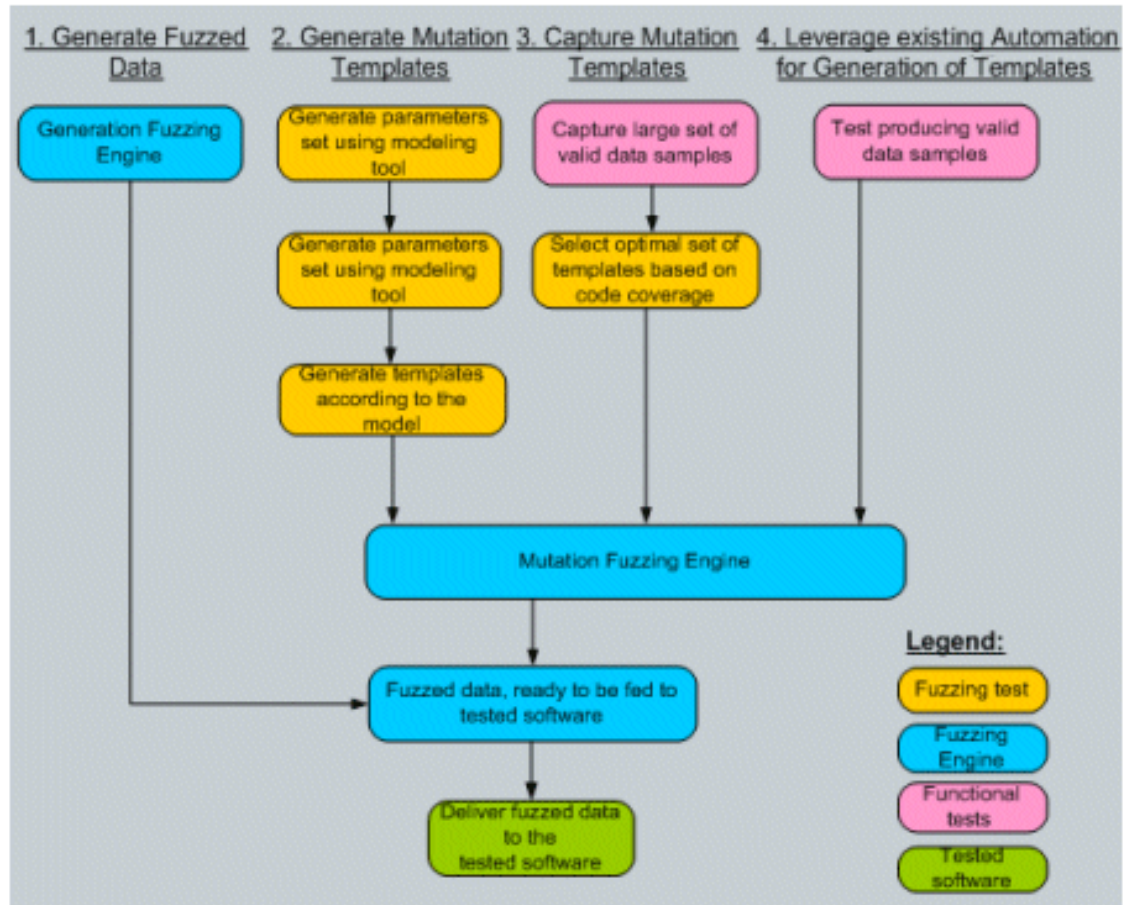 1. Generate Fuzzed
Data
2. Generate Mutation
Templates
3. Capture Mutation
Templates
4. Leverage existing Automation
for Generation of Templates
Generation Fuzzing
Engine
Generate parameters
set using modeling
tool
Capture large set of
valid data samples
Test producing valid
data samples
Generate parameters
set using modeling
tool
Select optimal set of
templates based on
code coverage
Generate templates
according to the
model
Mutation Fuzzing Engine
Fuzzed data, ready to be fed to
tested software
Deliver fuzzed data
to the
tested software
Legend:
Fuzzing test
Fuzzing
Engine
Functional
tests
Tested
software